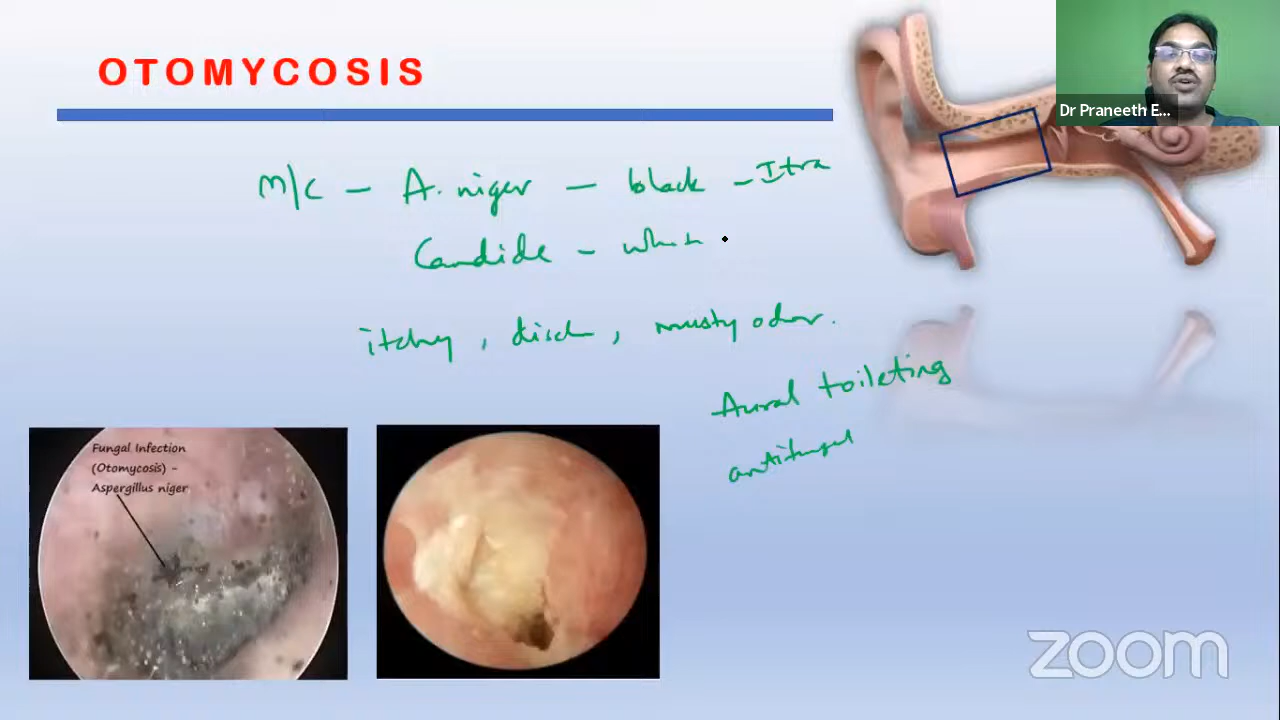 OTOMYCOSIS
Dr Praneeth E...
M/C - A. niger - black - Itra
Candida - whi
itchy, disch, musty odor.
Aural toileting
antifungal
Fungal Infection
(Otomycosis) -
Aspergillus niger
zoom